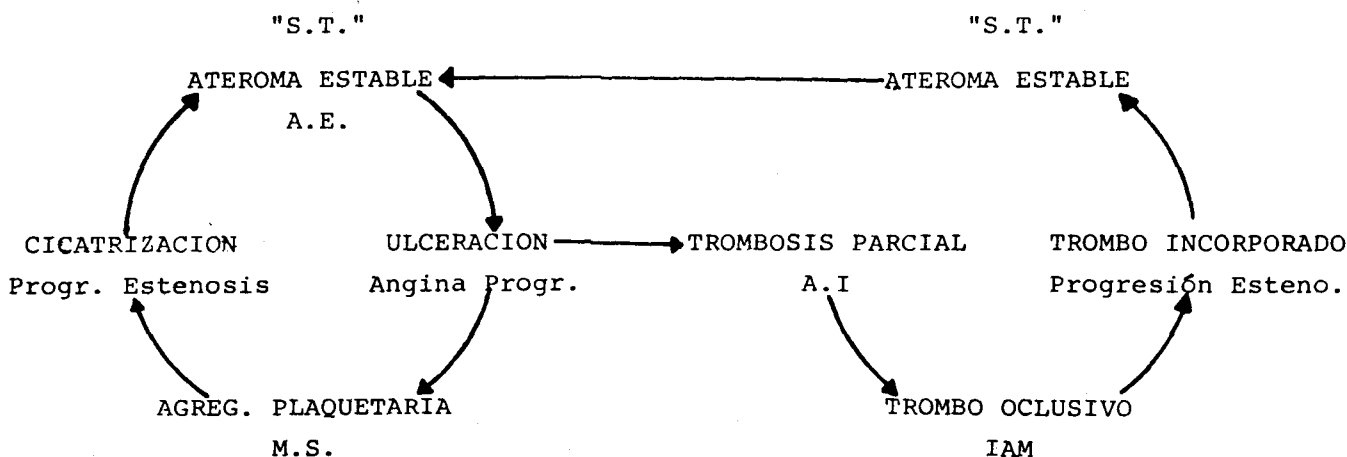 "S.T." "S.T."
ATEROMA ESTABLE ATEROMA ESTABLE
A.E.
CICATRIZACION ULCERACION TROMBOSIS PARCIAL TROMBO INCORPORADO
Progr. Estenosis Angina Progr. A.I Progresión Esteno.
AGREG. PLAQUETARIA TROMBO OCLUSIVO
M.S. IAM